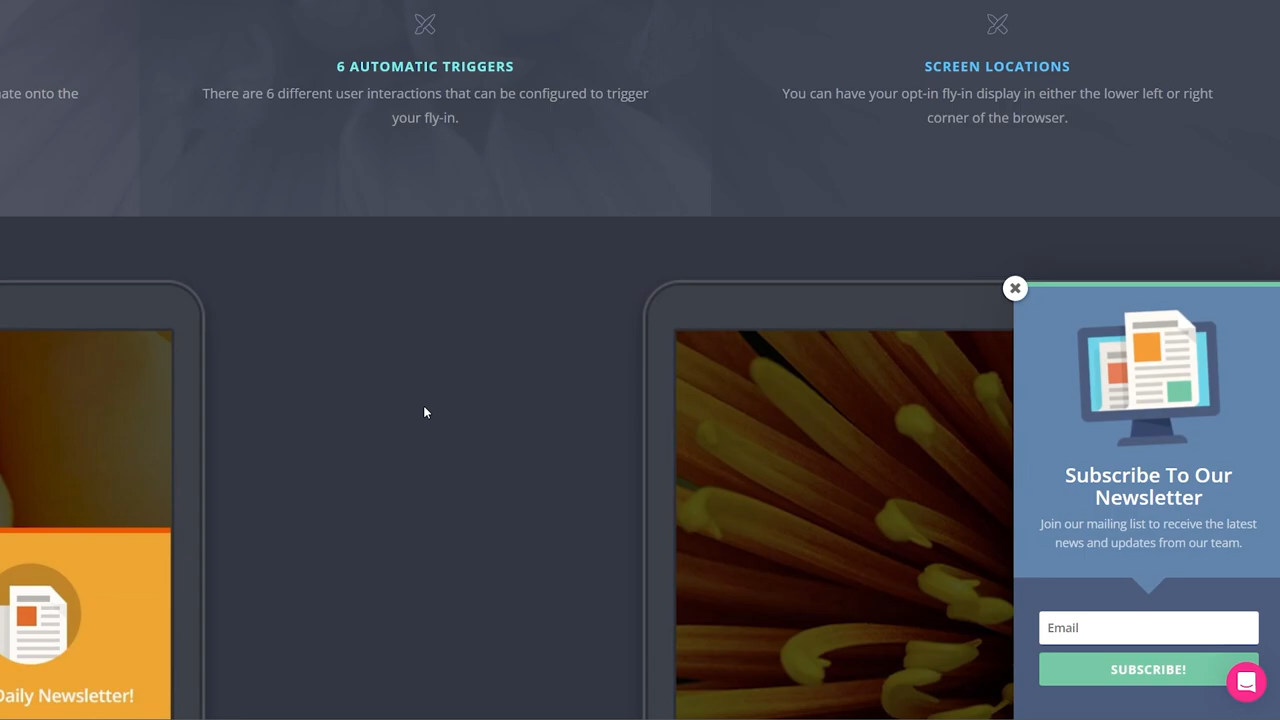 ate onto the
6 AUTOMATIC TRIGGERS
There are 6 different user interactions that can be configured to trigger
your fly-in.
SCREEN LOCATIONS
You can have your opt-in fly-in display in either the lower left or right
corner of the browser.
Daily Newsletter!
Subscribe To Our
Newsletter
Join our mailing list to receive the latest
news and updates from our team.
Email
SUBSCRIBE!